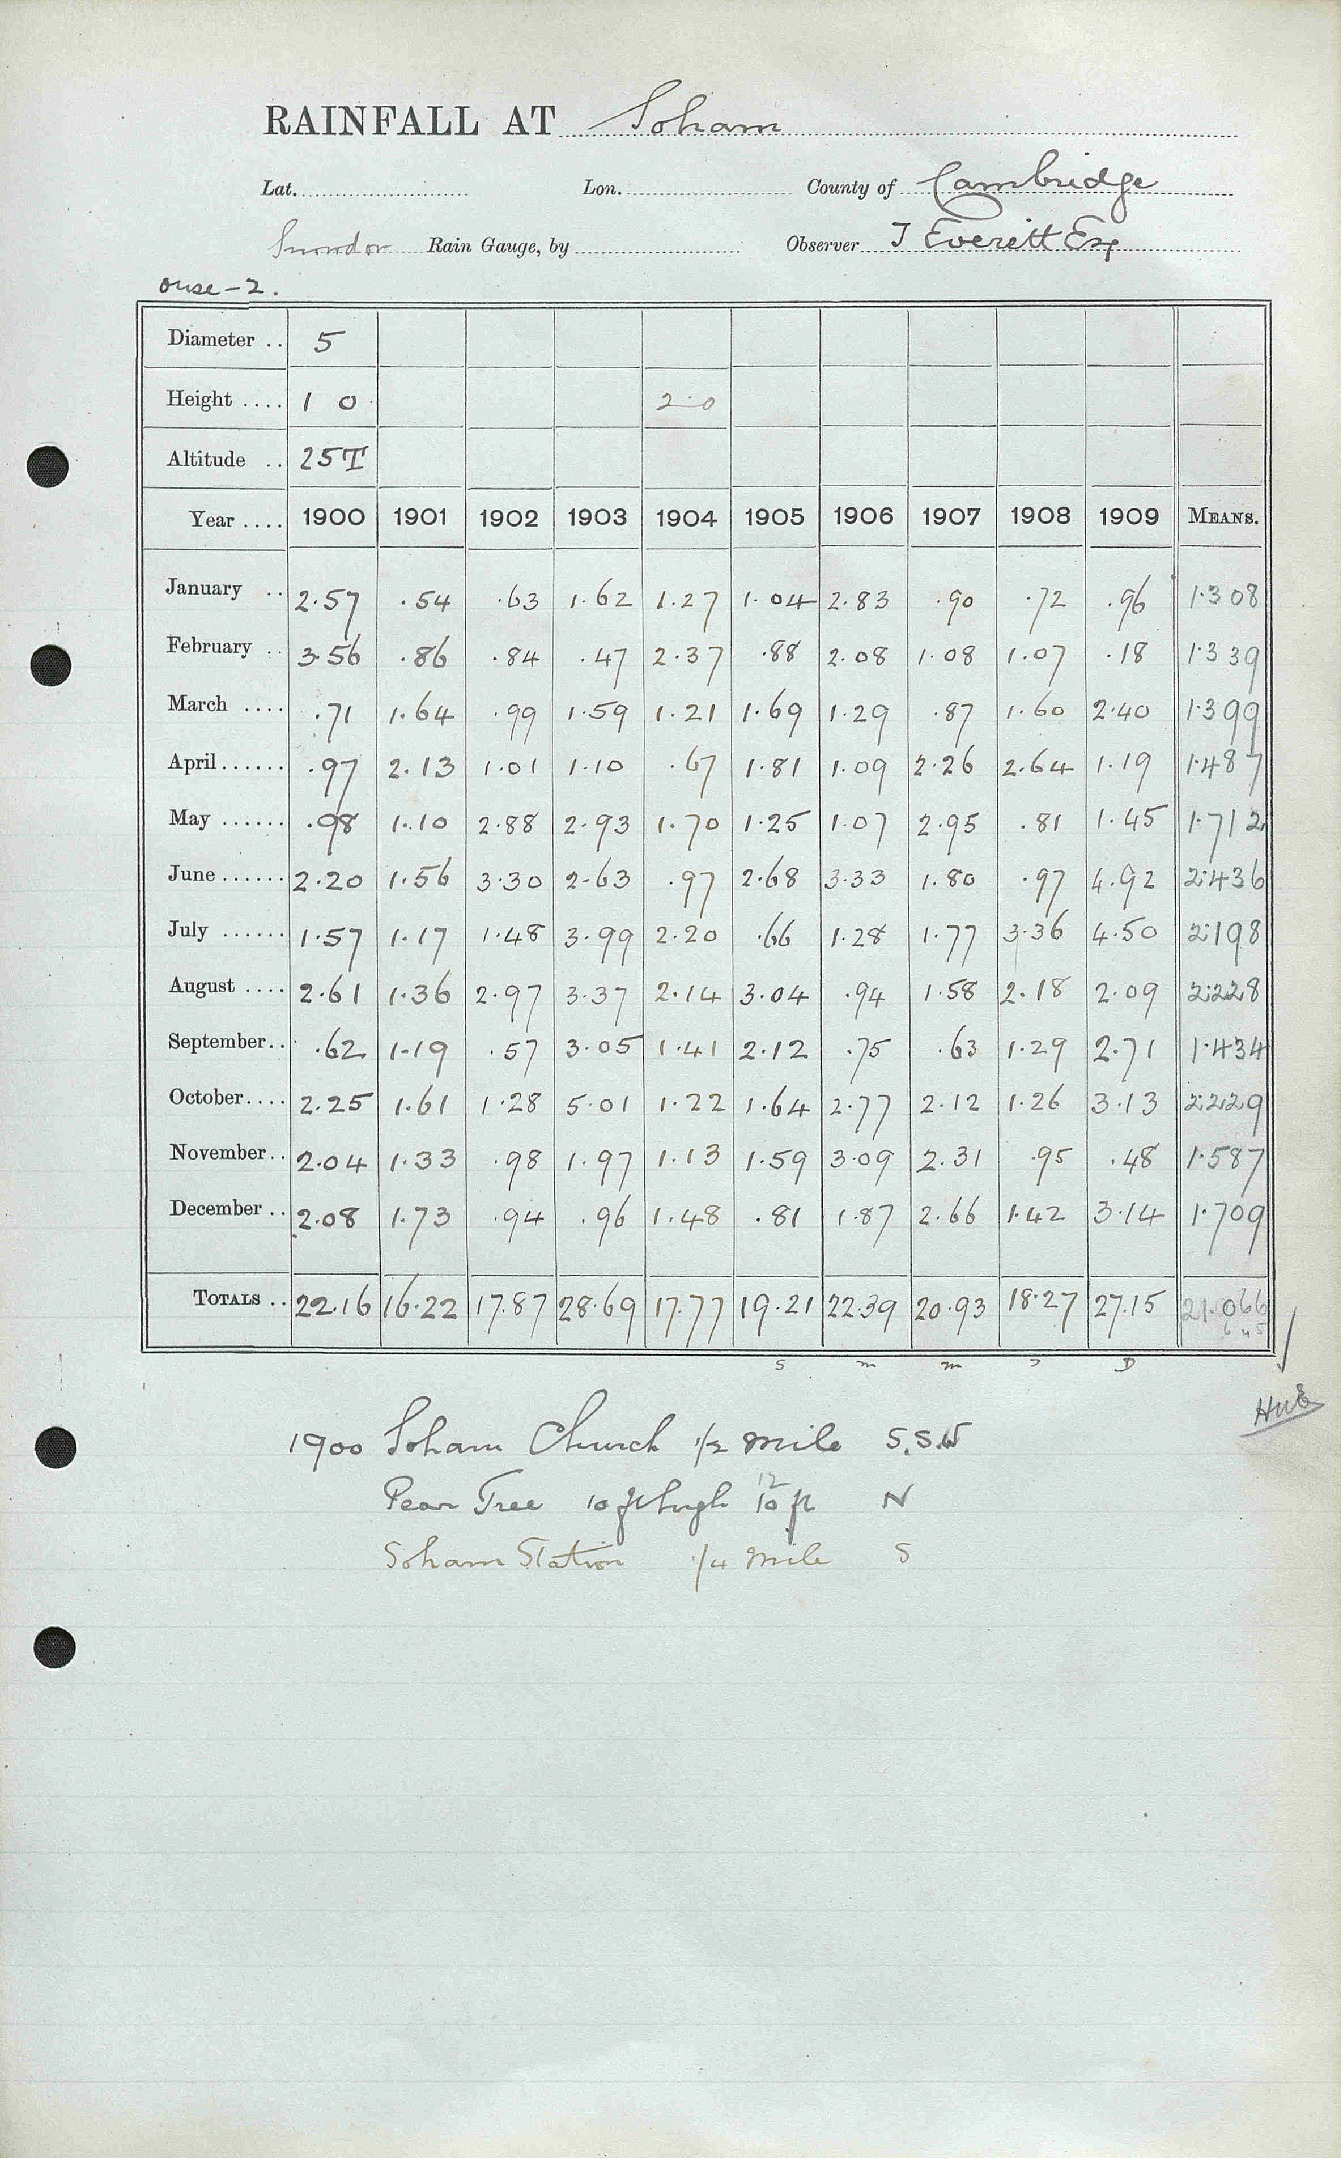 RAINFALL AT Soham
Lat. Lon. County of Cambridge
Snowdon Rain Gauge, by Observer J Everett Esq
Ouse-2.
Diameter .. 5
Height .... 1 0 2 0
Altitude .. 25T
Year .... 1900 1901 1902 1903 1904 1905 1906 1907 1908 1909 MEANS.
January .. 2.57 .54 .63 1.62 1.27 1.04 2.83 .90 .72 .96 1.308
February .. 3.56 .86 .84 .47 2.37 .88 2.08 1.08 1.07 .18 1.339
March .... .71 1.64 .99 1.59 1.21 1.69 1.29 .87 1.60 2.40 1.399
April ...... .97 2.13 1.01 1.10 .67 1.81 1.09 2.26 2.64 1.19 1.487
May ...... .98 1.10 2.88 2.93 1.70 1.25 1.07 2.95 .81 1.45 1.712
June ...... 2.20 1.56 3.30 2.63 .97 2.68 3.33 1.80 .97 4.92 2.436
July ...... 1.57 1.17 1.48 3.99 2.20 .66 1.28 1.77 3.36 4.50 2.198
August .... 2.61 1.36 2.97 3.37 2.14 3.04 .94 1.58 2.18 2.09 2.228
September .. .62 1.19 .57 3.05 1.41 2.12 .75 .63 1.29 2.71 1.434
October .... 2.25 1.61 1.28 5.01 1.22 1.64 2.77 2.12 1.26 3.13 2.229
November .. 2.04 1.33 .98 1.97 1.13 1.59 3.09 2.31 .95 .48 1.587
December .. 2.08 1.73 .94 .96 1.48 .81 1.87 2.66 1.42 3.14 1.709
TOTALS .. 22.16 16.22 17.87 28.69 17.77 19.21 22.39 20.93 18.27 27.15 21.066
S m m J D
1900 Soham Church 1/2 mile S.S.W
Pear Tree 10 ft high 12 10 ft N
Soham Station 1/4 mile S